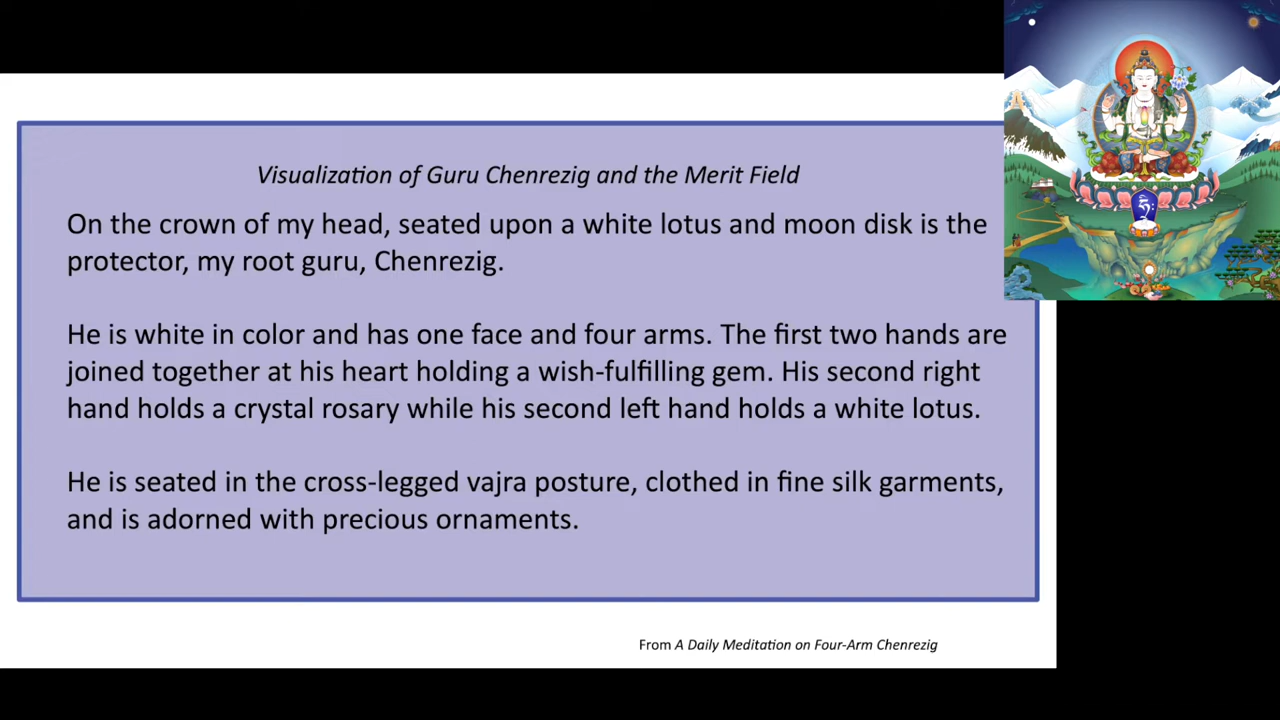 Visualization of Guru Chenrezig and the Merit Field
On the crown of my head, seated upon a white lotus and moon disk is the
protector, my root guru, Chenrezig.
He is white in color and has one face and four arms. The first two hands are
joined together at his heart holding a wish-fulfilling gem. His second right
hand holds a crystal rosary while his second left hand holds a white lotus.
He is seated in the cross-legged vajra posture, clothed in fine silk garments,
and is adorned with precious ornaments.
From A Daily Meditation on Four-Arm Chenrezig